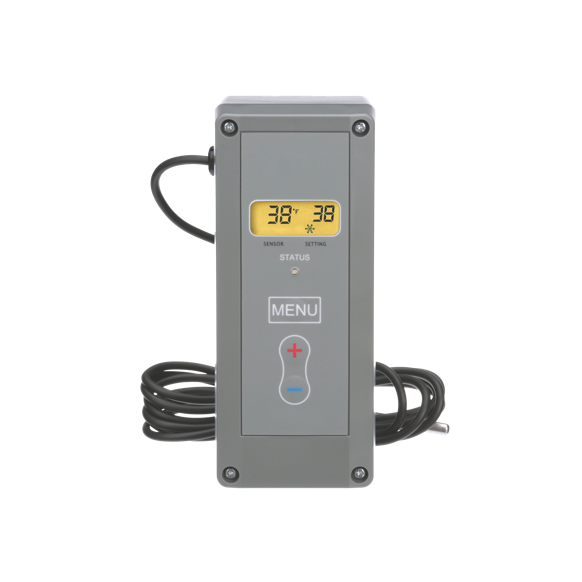 38°F 38
SENSOR SETTING
STATUS
MENU
+
−